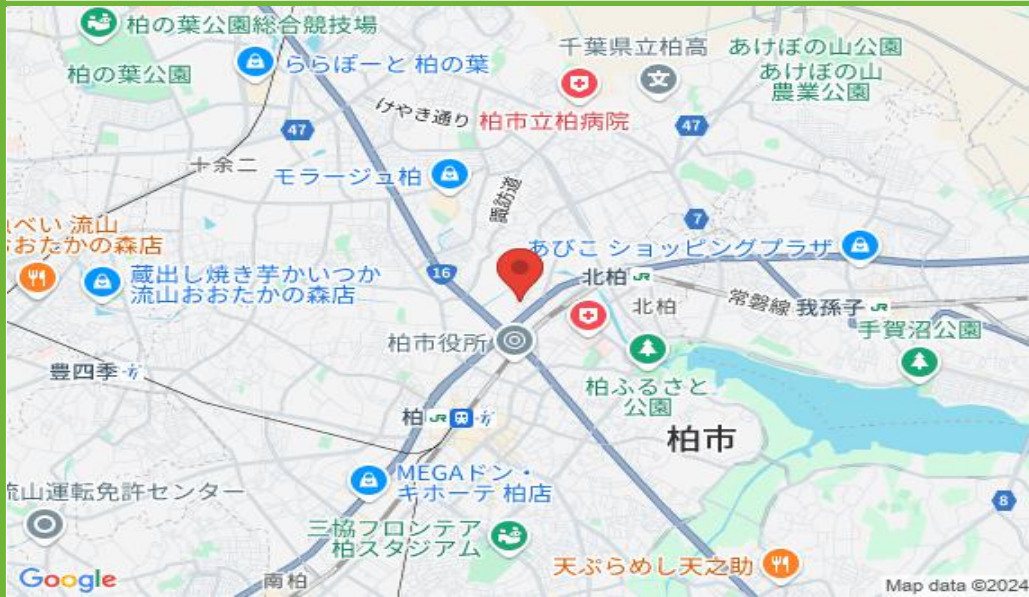 柏の葉公園総合競技場
千葉県立柏高
あけぼの山公園
柏の葉公園
ららぽーと 柏の葉
あけぼの山
農業公園
けやき通り
柏市立柏病院
47
47
十余二
モラージュ柏
諏訪道
7
べい 流山
おおたかの森店
あびこ ショッピングプラザ
16
蔵出し焼き芋かいつか
流山おおたかの森店
北柏 JR
北柏
常磐線
我孫子 JR
手賀沼公園
柏市役所
豊四季
柏ふるさと
公園
柏 JR
柏市
MEGAドン・
キホーテ 柏店
流山運転免許センター
8
三協フロンテア
柏スタジアム
天ぷらめし天之助
Google
南柏
Map data ©2024